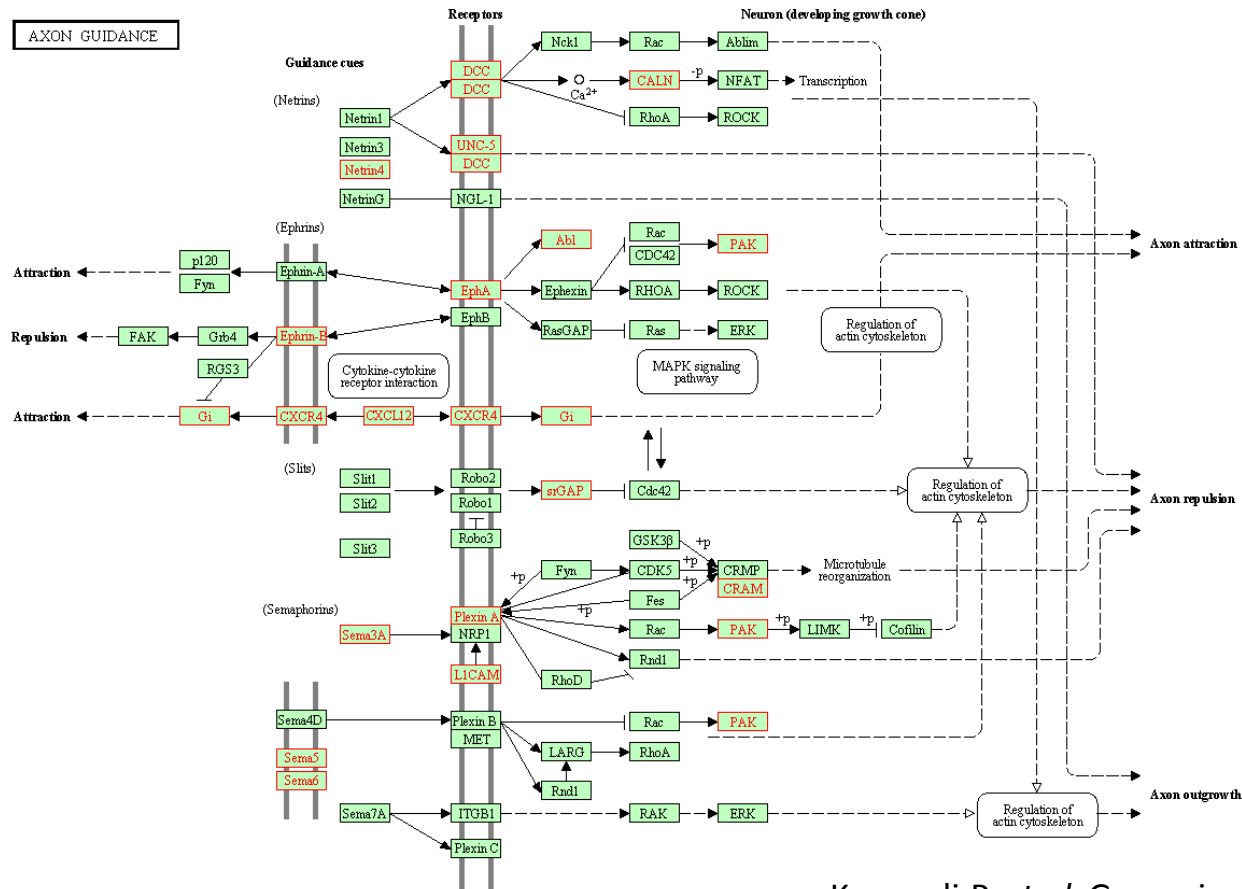 AXON GUIDANCE
Receptors
Neuron (developing growth cone)
Guidance cues
(Netrins)
Netrin1
Netrin3
Netrin4
NetrinG
DCC
DCC
UNC-5
DCC
NGL-1
Nck1
Rac
Ablim
Ca2+
CALN
-p
NFAT
Transcription
RhoA
ROCK
(Ephrins)
Attraction
p120
Fyn
Ephrin-A
EphA
EphB
Abl
Rac
CDC42
PAK
Ephexin
RHOA
ROCK
RasGAP
Ras
ERK
Axon attraction
Regulation of
actin cytoskeleton
Repulsion
FAK
Grb4
Ephrin-B
RGS3
Cytokine-cytokine
receptor interaction
MAPK signaling
pathway
Attraction
Gi
CXCR4
CXCL12
CXCR4
Gi
(Slits)
Slit1
Slit2
Slit3
Robo2
Robo1
Robo3
srGAP
Cdc42
Regulation of
actin cytoskeleton
Axon repulsion
GSK3β
+p
Fyn
+p
CDK5
+p
CRMP
CRAM
Microtubule
reorganization
Fes
+p
+p
(Semaphorins)
Sema3A
Plexin A
NRP1
L1CAM
Rac
PAK
+p
LIMK
+p
Cofilin
Rnd1
RhoD
Sema4D
Sema5
Sema6
Sema7A
Plexin B
MET
Rac
PAK
LARG
RhoA
Rnd1
ITGB1
Plexin C
RAK
ERK
Regulation of
actin cytoskeleton
Axon outgrowth